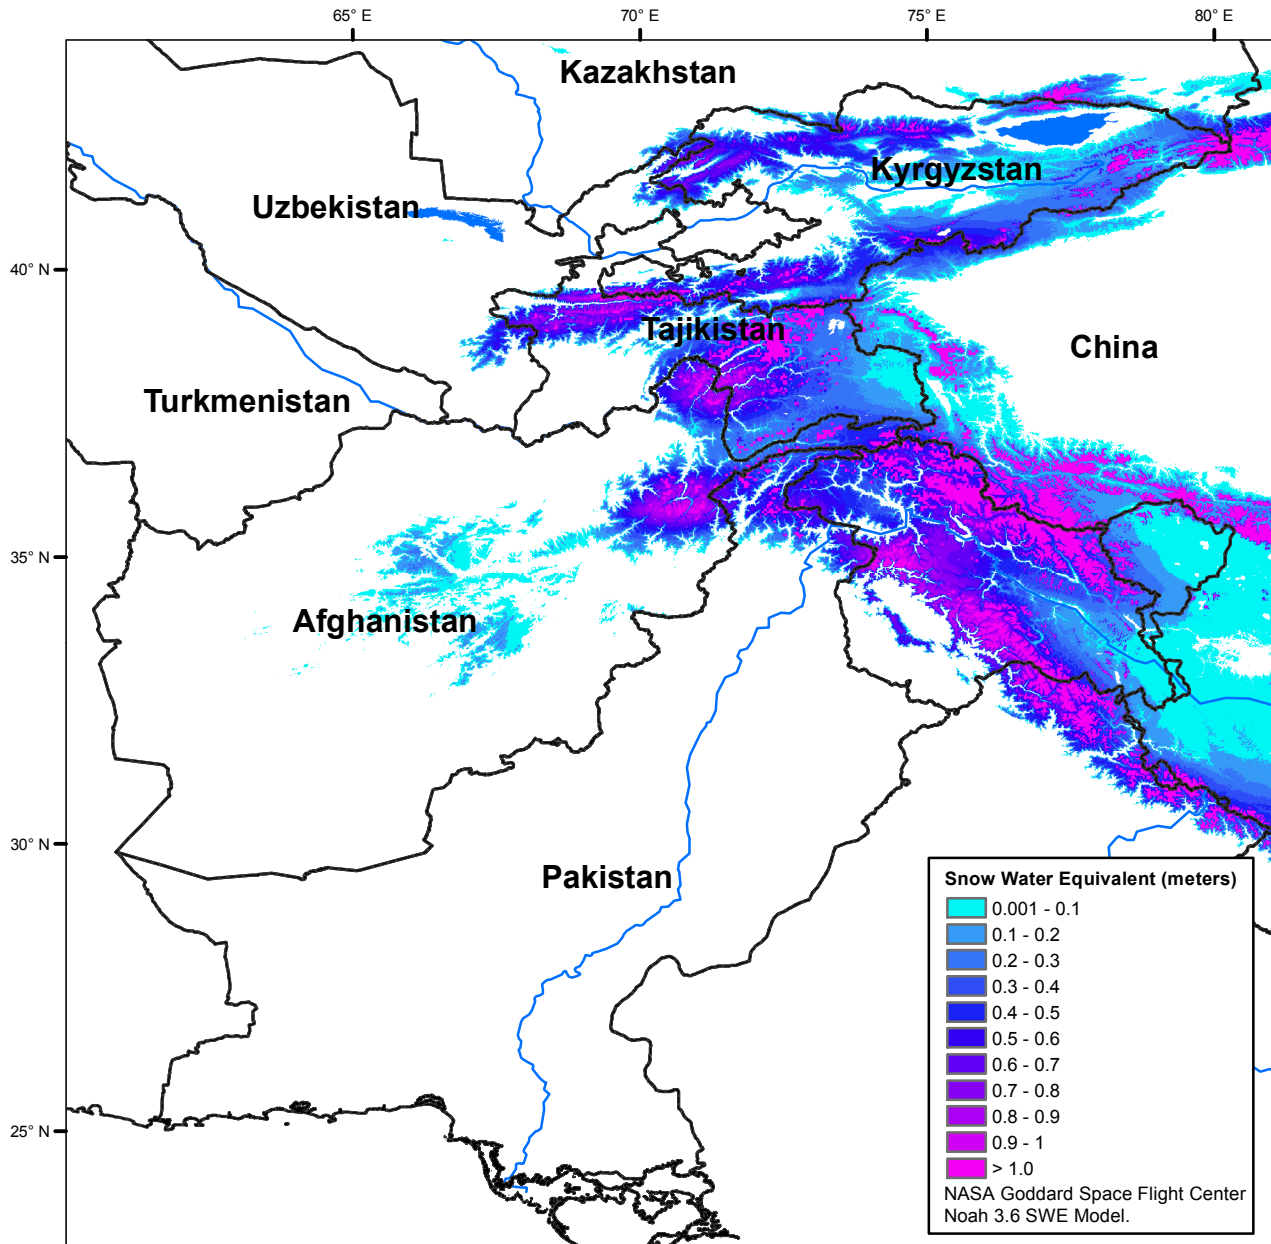 65° E
70° E
75° E
80° E
Kazakhstan
Kyrgyzstan
Uzbekistan
40° N
Tajikistan
China
Turkmenistan
35° N
Afghanistan
30° N
Pakistan
25° N
Snow Water Equivalent (meters)
0.001 - 0.1
0.1 - 0.2
0.2 - 0.3
0.3 - 0.4
0.4 - 0.5
0.5 - 0.6
0.6 - 0.7
0.7 - 0.8
0.8 - 0.9
0.9 - 1
> 1.0
NASA Goddard Space Flight Center
Noah 3.6 SWE Model.